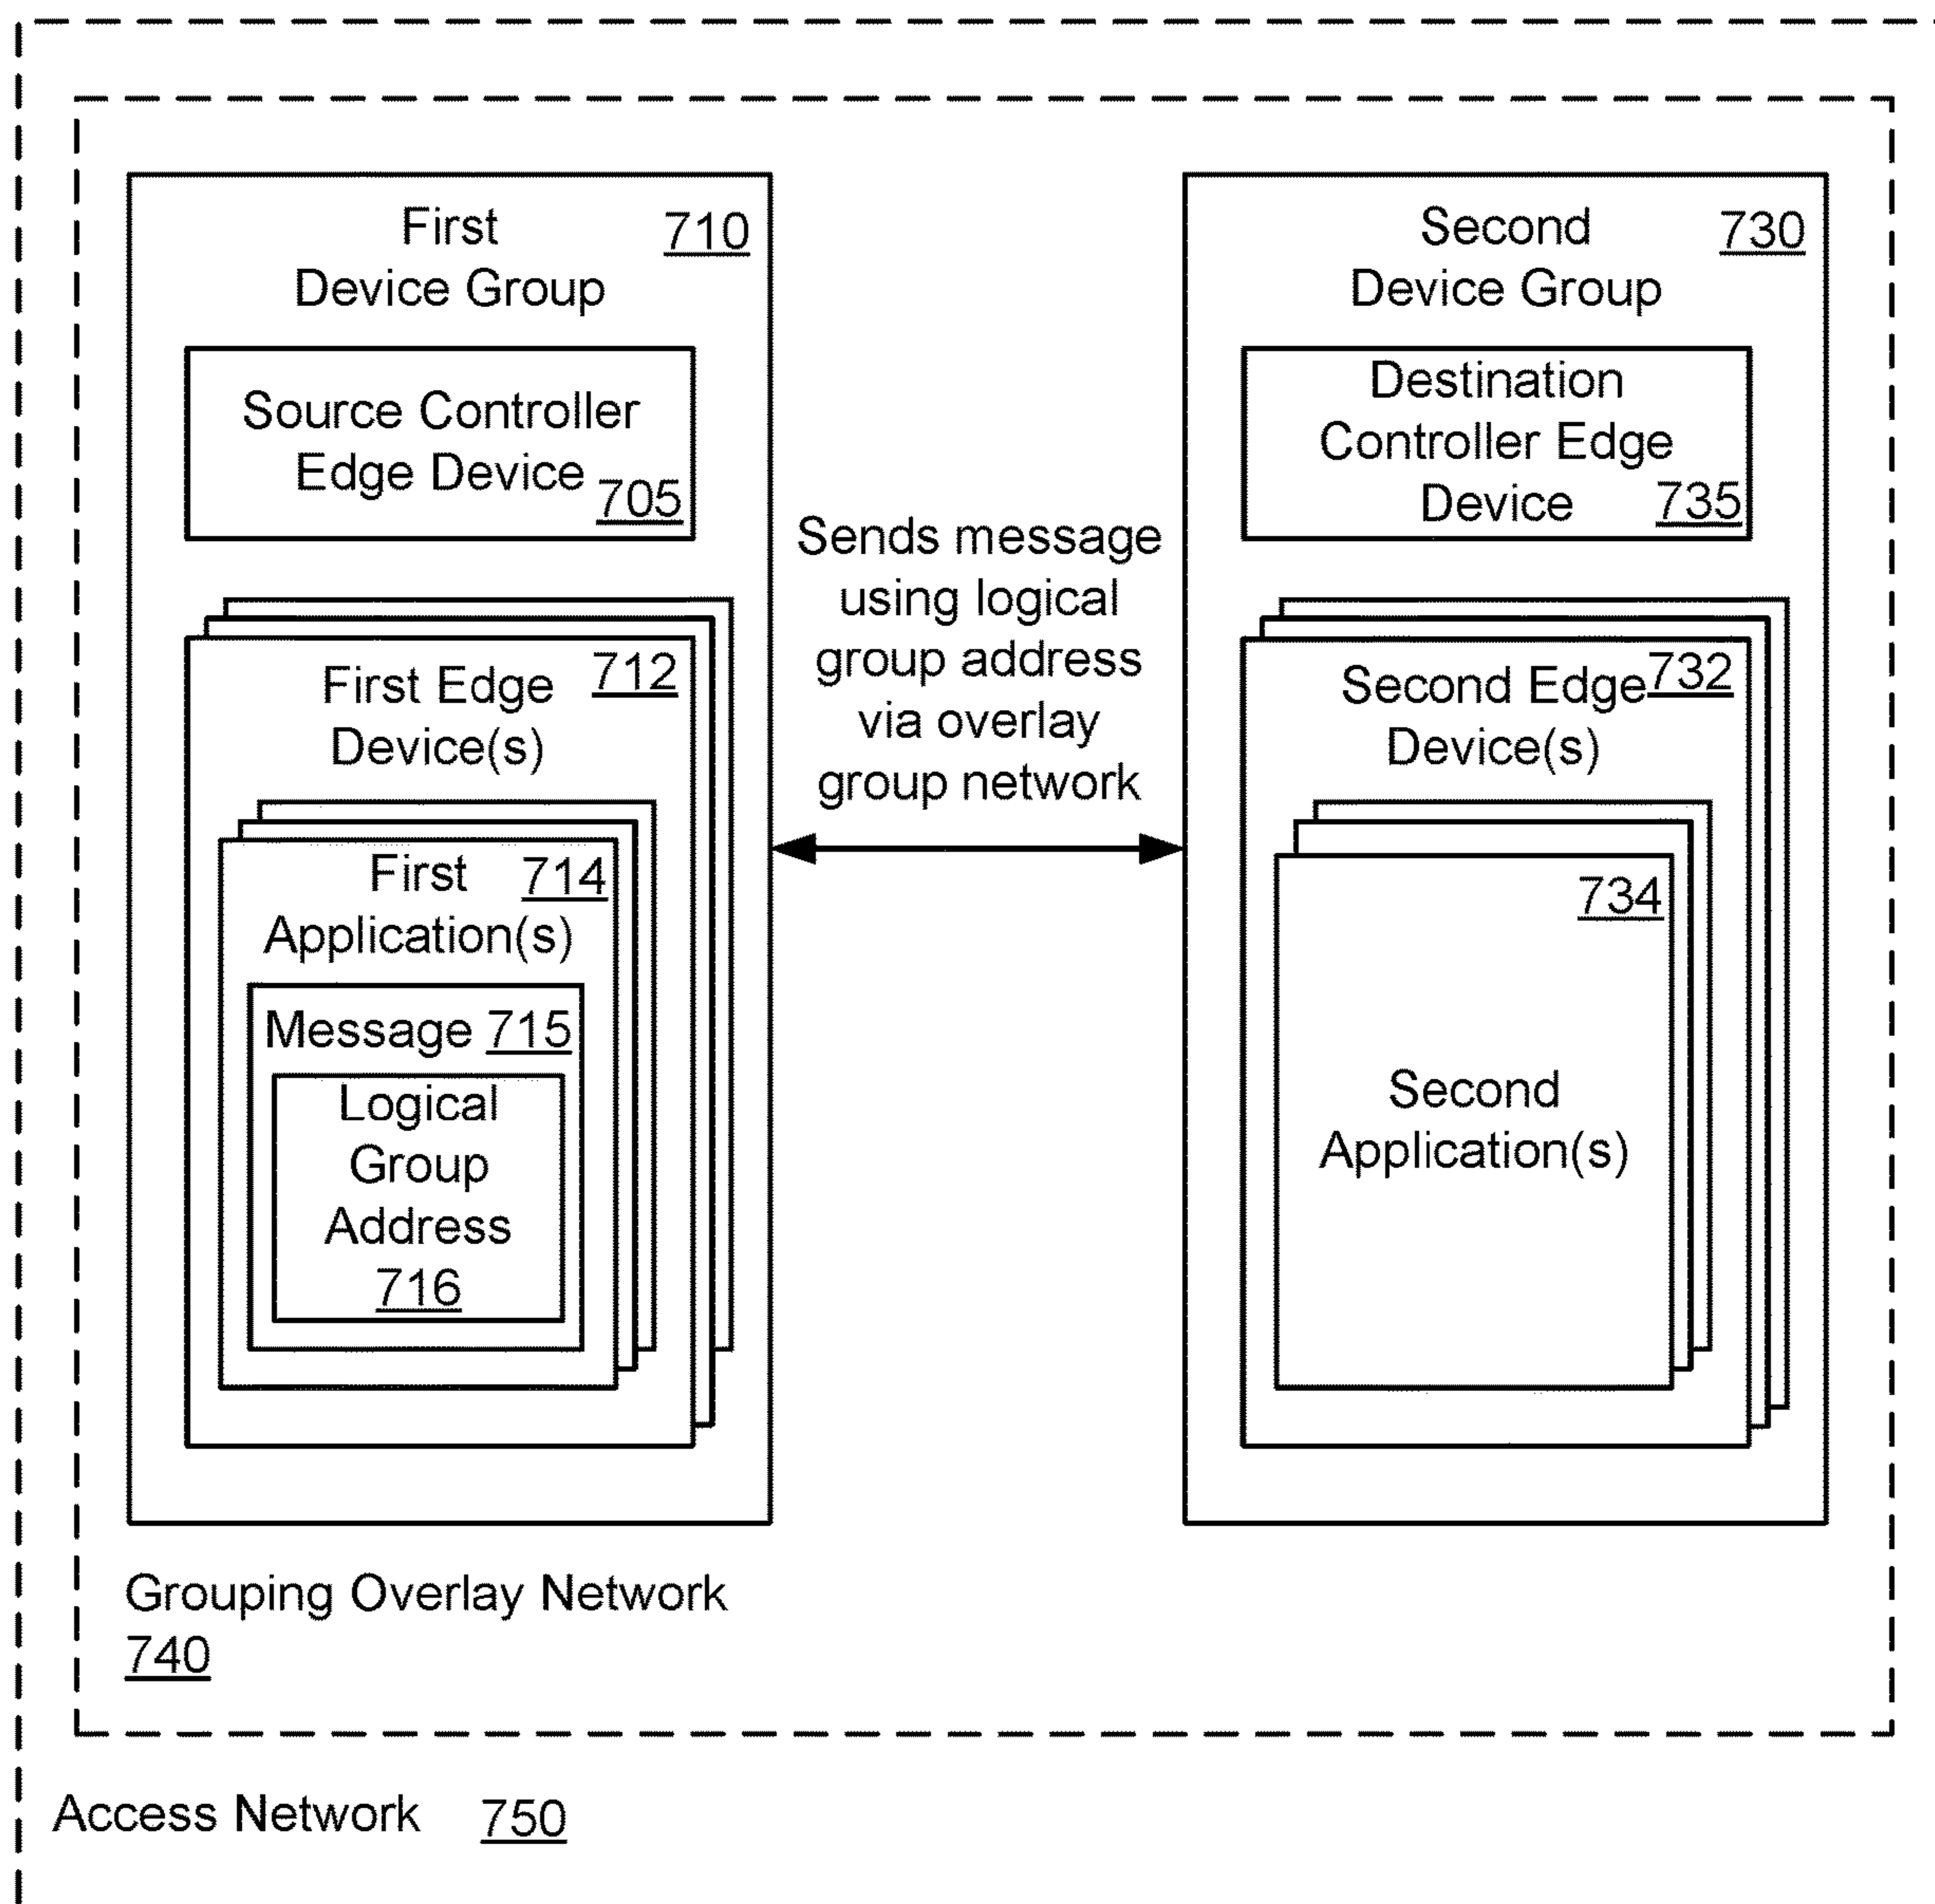 First 710
Device Group
Source Controller
Edge Device 705
First Edge 712
Device(s)
First 714
Application(s)
Message 715
Logical
Group
Address
716
Sends message
using logical
group address
via overlay
group network
Second 730
Device Group
Destination
Controller Edge
Device 735
Second Edge 732
Device(s)
734
Second
Application(s)
Grouping Overlay Network
740
Access Network 750